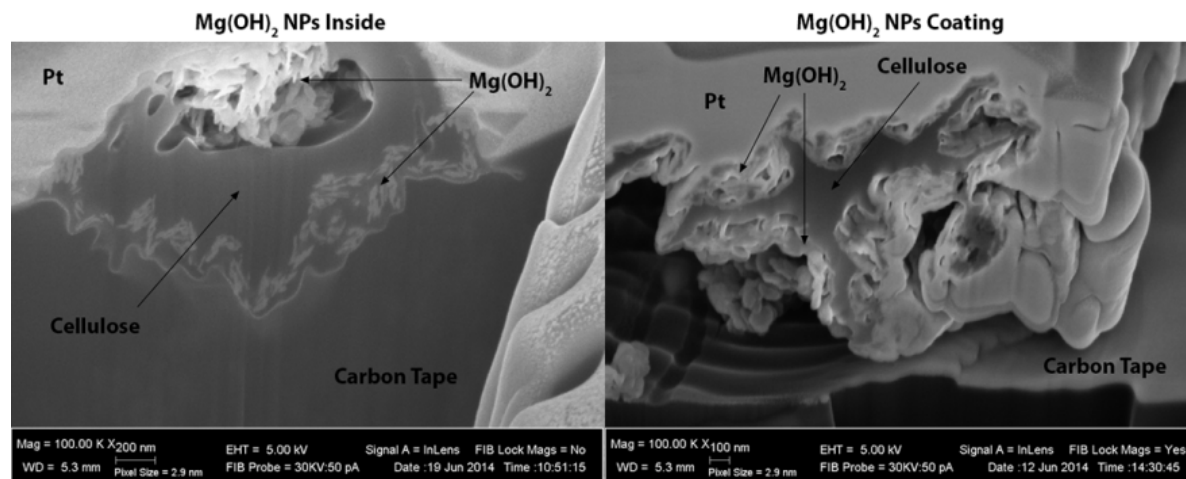 Mg(OH)₂ NPs Inside
Pt
Mg(OH)₂
Cellulose
Carbon Tape
Mag = 100.00 K X 200 nm EHT = 5.00 kV Signal A = InLens FIB Lock Mags = No
WD = 5.3 mm Pixel Size = 2.9 nm FIB Probe = 30KV:50 pA Date :19 Jun 2014 Time :10:51:15
Mg(OH)₂ NPs Coating
Cellulose
Mg(OH)₂
Pt
Carbon Tape
Mag = 100.00 K X 100 nm EHT = 5.00 kV Signal A = InLens FIB Lock Mags = Yes
WD = 5.3 mm Pixel Size = 2.9 nm FIB Probe = 30KV:50 pA Date :12 Jun 2014 Time :14:30:45